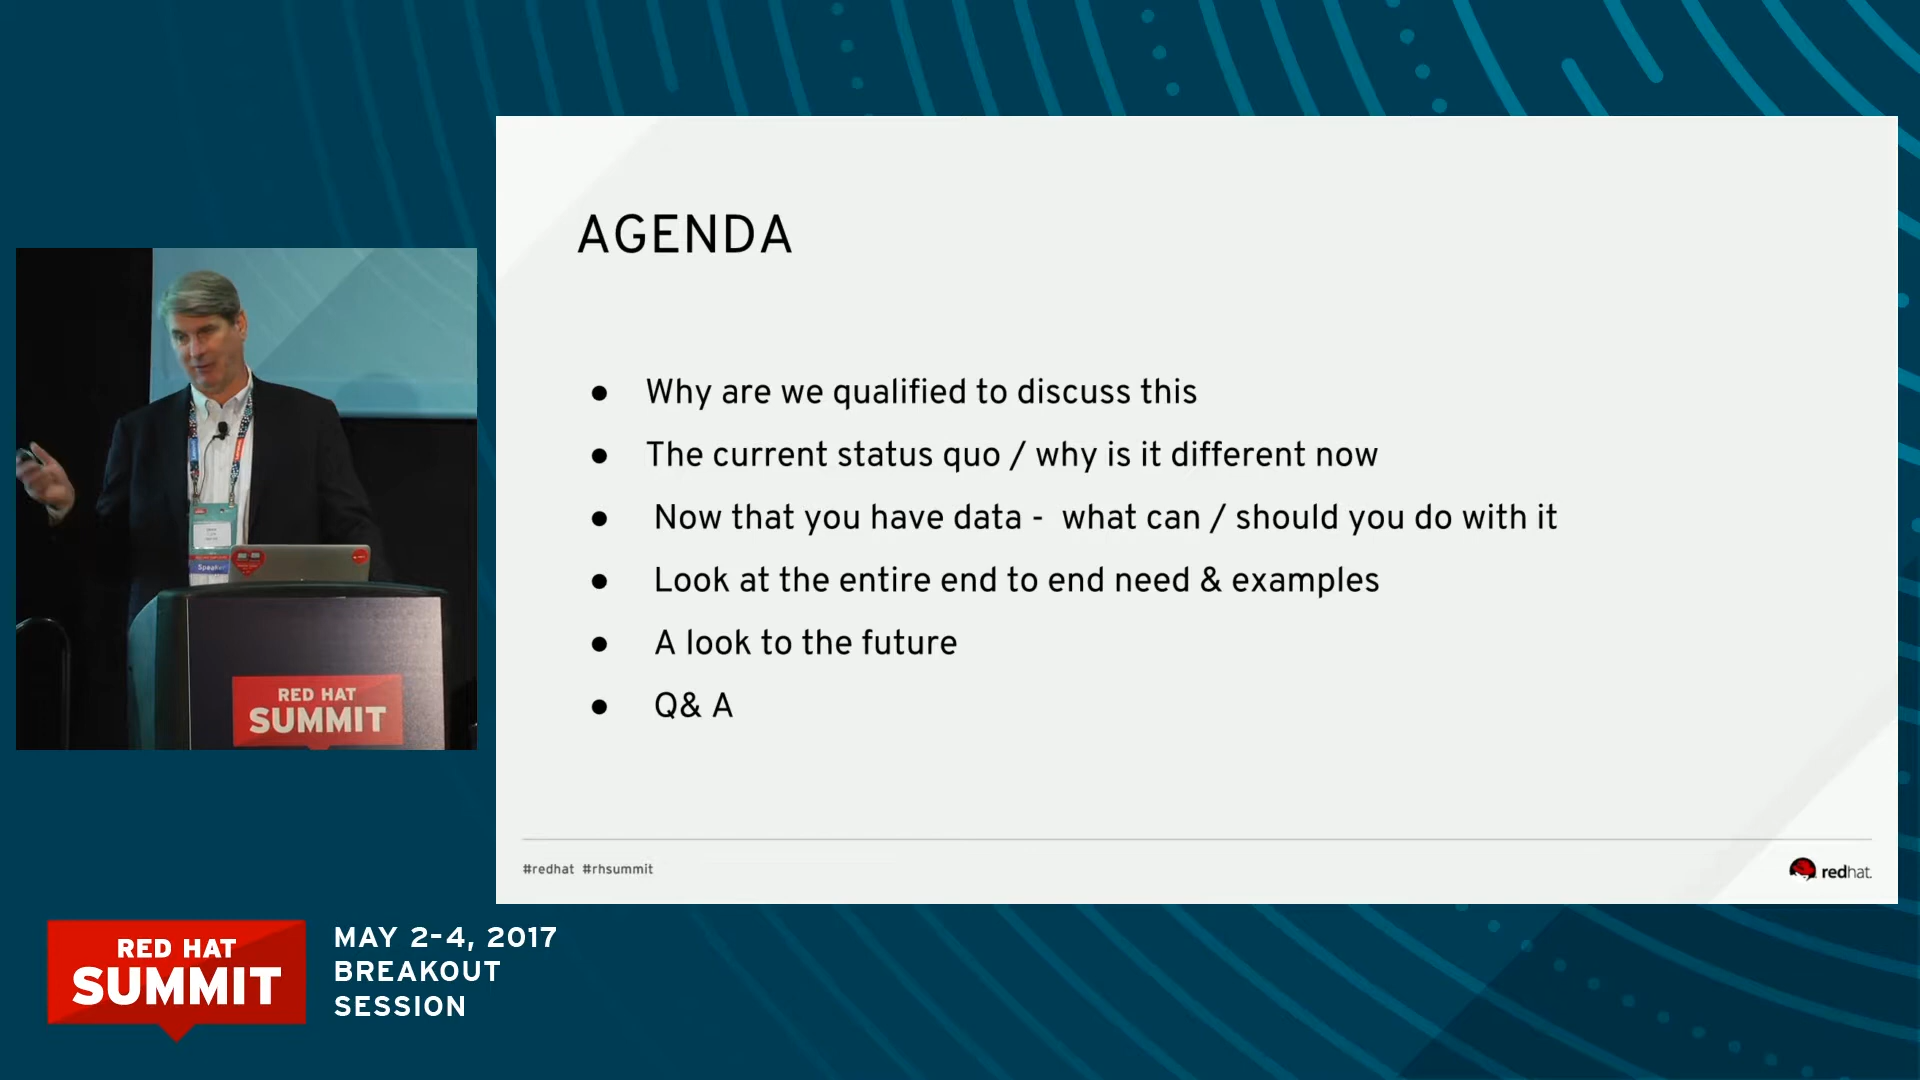 AGENDA
● Why are we qualified to discuss this
● The current status quo / why is it different now
● Now that you have data - what can / should you do with it
● Look at the entire end to end need & examples
● A look to the future
● Q& A
#redhat #rhsummit
redhat.
Speaker
RED HAT
SUMMIT
RED HAT
SUMMIT
MAY 2-4, 2017
BREAKOUT
SESSION